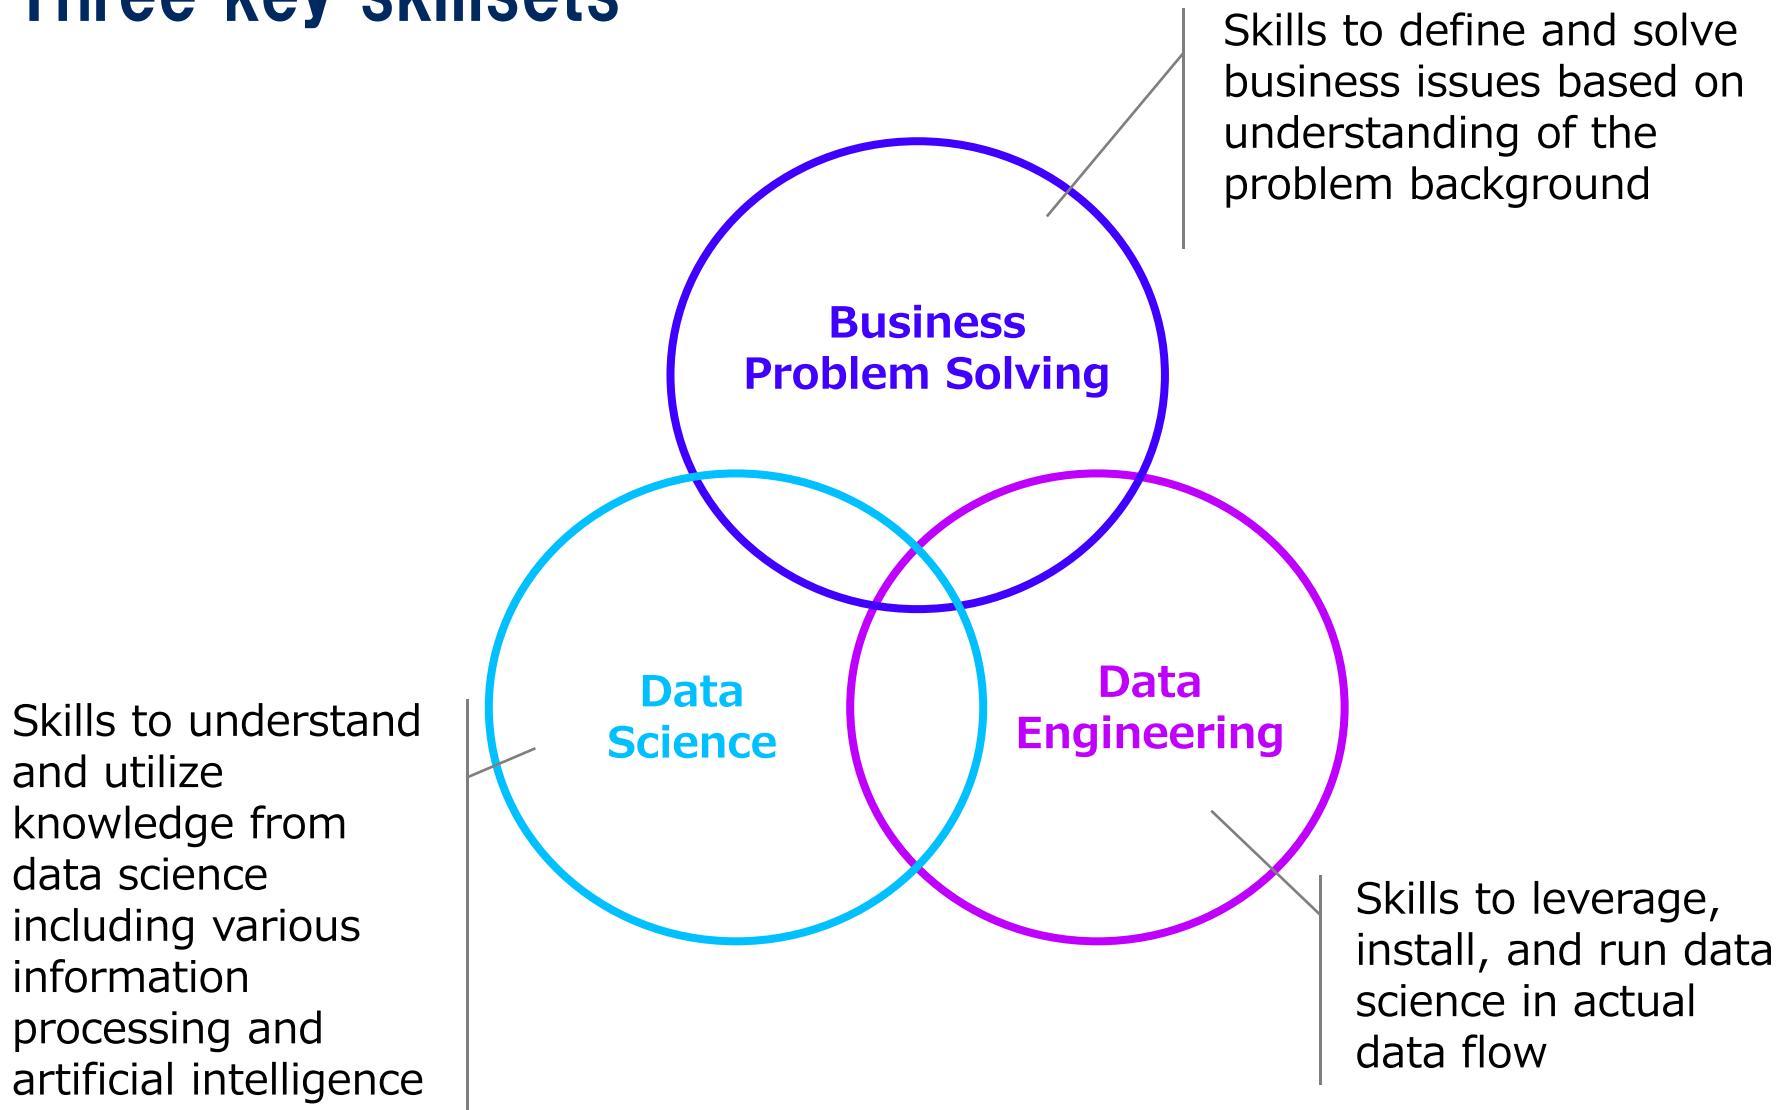 Three key skillsets
Skills to define and solve
business issues based on
understanding of the
problem background
Business
Problem Solving
Data
Science
Data
Engineering
Skills to understand
and utilize
knowledge from
data science
including various
information
processing and
artificial intelligence
Skills to leverage,
install, and run data
science in actual
data flow